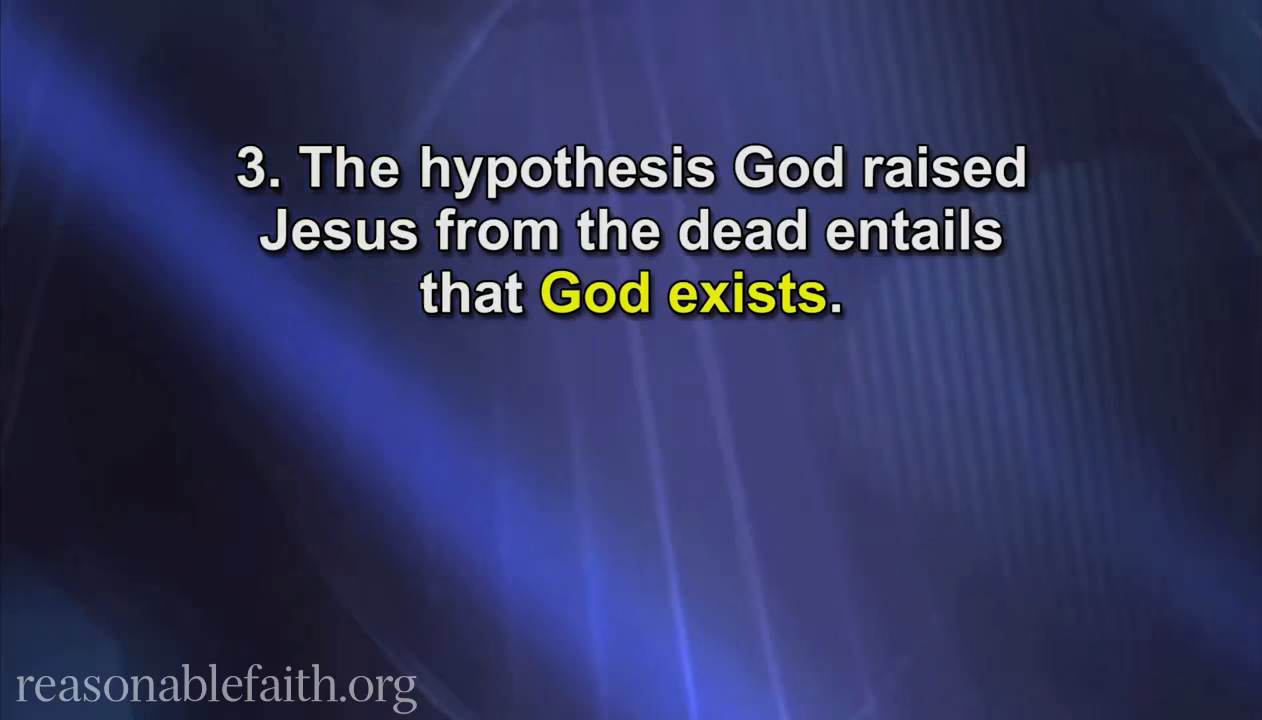 3. The hypothesis God raised
Jesus from the dead entails
that God exists.
reasonablefaith.org